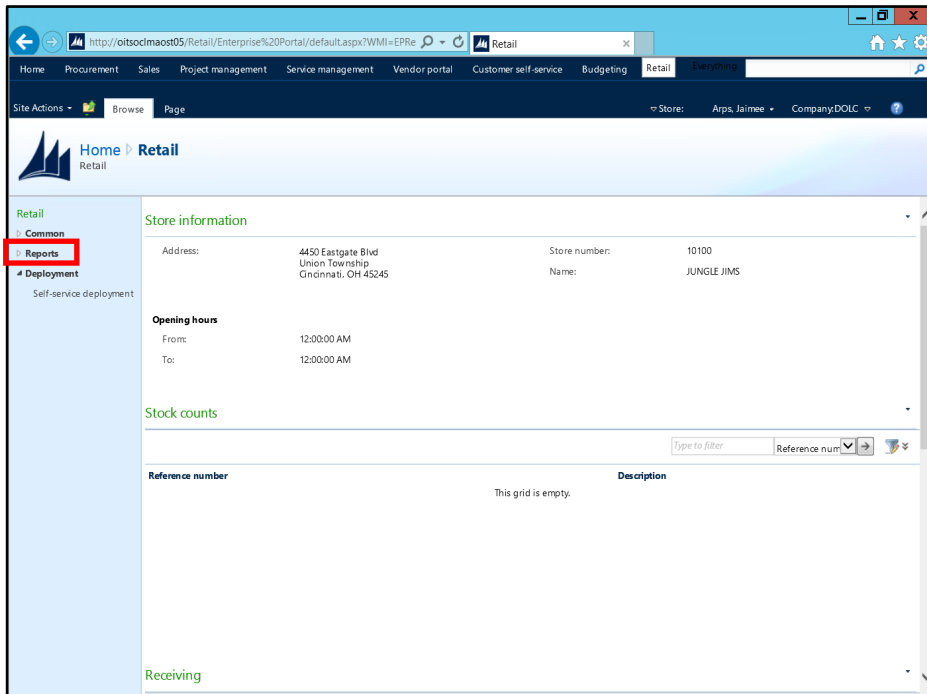 http://oitsoclmaost05/Retail/Enterprise%20Portal/default.aspx?WMI=EPRe
Retail
Home Procurement Sales Project management Service management Vendor portal Customer self-service Budgeting Retail Everything
Site Actions Browse Page Store: Arps, Jaimee Company:DOLC
Home Retail
Retail
Retail
Common
Reports
Deployment
Self-service deployment
Store information
Address: 4450 Eastgate Blvd Store number: 10100
Union Township
Cincinnati, OH 45245 Name: JUNGLE JIMS
Opening hours
From: 12:00:00 AM
To: 12:00:00 AM
Stock counts
Type to filter Reference num
Reference number Description
This grid is empty.
Receiving